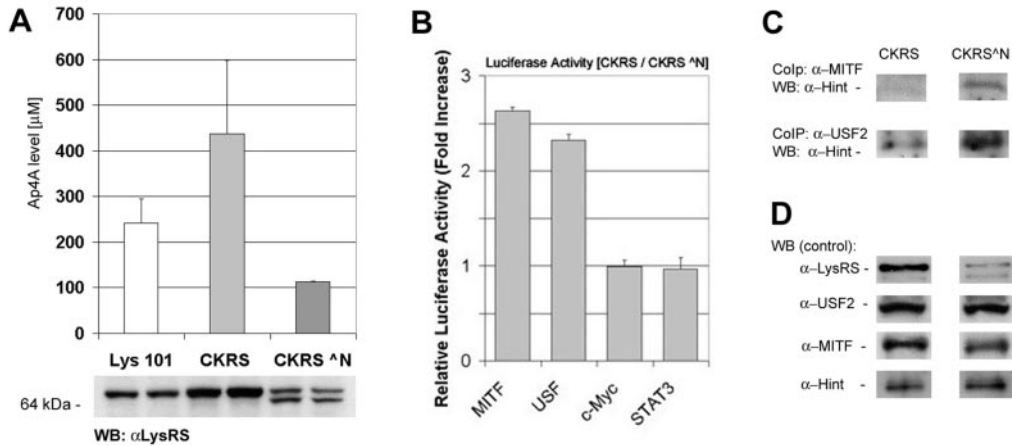 A
700
600
500
400
300
200
100
0
Ap4A level [µM]
Lys 101 CKRS CKRS ^N
64 kDa -
WB: αLysRS
B
Luciferase Activity [CKRS / CKRS ^N]
3
2
1
0
Relative Luciferase Activity (Fold Increase)
MITF USF c-Myc STAT3
C
CKRS CKRS^N
CoIp: α–MITF
WB: α–Hint -
CoIP: α–USF2
WB: α–Hint -
D
WB (control):
α–LysRS -
α–USF2 -
α–MITF -
α–Hint -